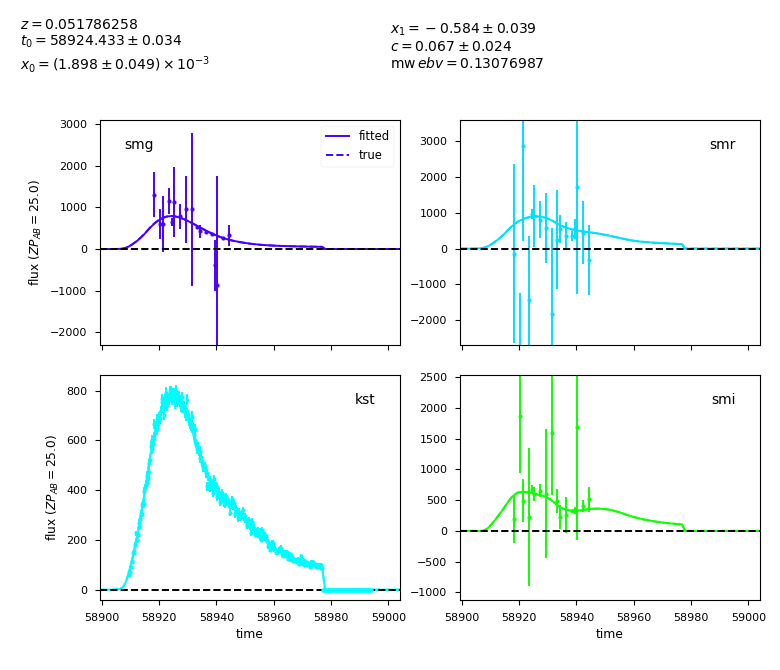 z = 0.051786258
t₀ = 58924.433 ± 0.034
x₀ = (1.898 ± 0.049) × 10⁻³
x₁ = − 0.584 ± 0.039
c = 0.067 ± 0.024
mw ebv = 0.13076987
smg
fitted
true
3000
2000
1000
0
−1000
−2000
flux (ZP_AB = 25.0)
smr
3000
2000
1000
0
−1000
−2000
kst
800
600
400
200
0
flux (ZP_AB = 25.0)
58900 58920 58940 58960 58980 59000
time
smi
2500
2000
1500
1000
500
0
−500
−1000
58900 58920 58940 58960 58980 59000
time